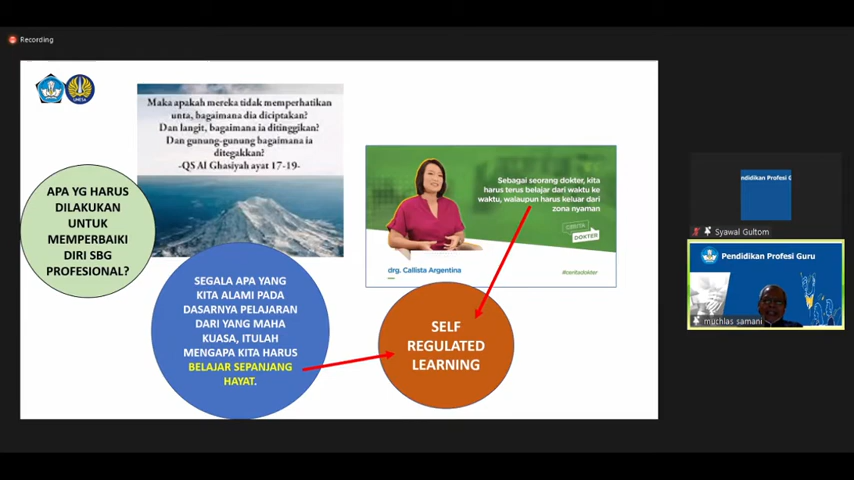 Recording
UNESA
Maka apakah mereka tidak memperhatikan
unta, bagaimana dia diciptakan?
Dan langit, bagaimana ia ditinggikan?
Dan gunung-gunung bagaimana ia
ditegakkan?
-QS Al Ghasiyah ayat 17-19-
APA YG HARUS
DILAKUKAN
UNTUK
MEMPERBAIKI
DIRI SBG
PROFESIONAL?
SEGALA APA YANG
KITA ALAMI PADA
DASARNYA PELAJARAN
DARI YANG MAHA
KUASA, ITULAH
MENGAPA KITA HARUS
BELAJAR SEPANJANG
HAYAT.
Sebagai seorang dokter, kita
harus terus belajar dari waktu ke
waktu, walaupun harus keluar dari
zona nyaman
CERITA
DOKTER
drg. Callista Argentina
#ceritadokter
SELF
REGULATED
LEARNING
Pendidikan Profesi G
Syawal Gultom
Pendidikan Profesi Guru
muchlas samani